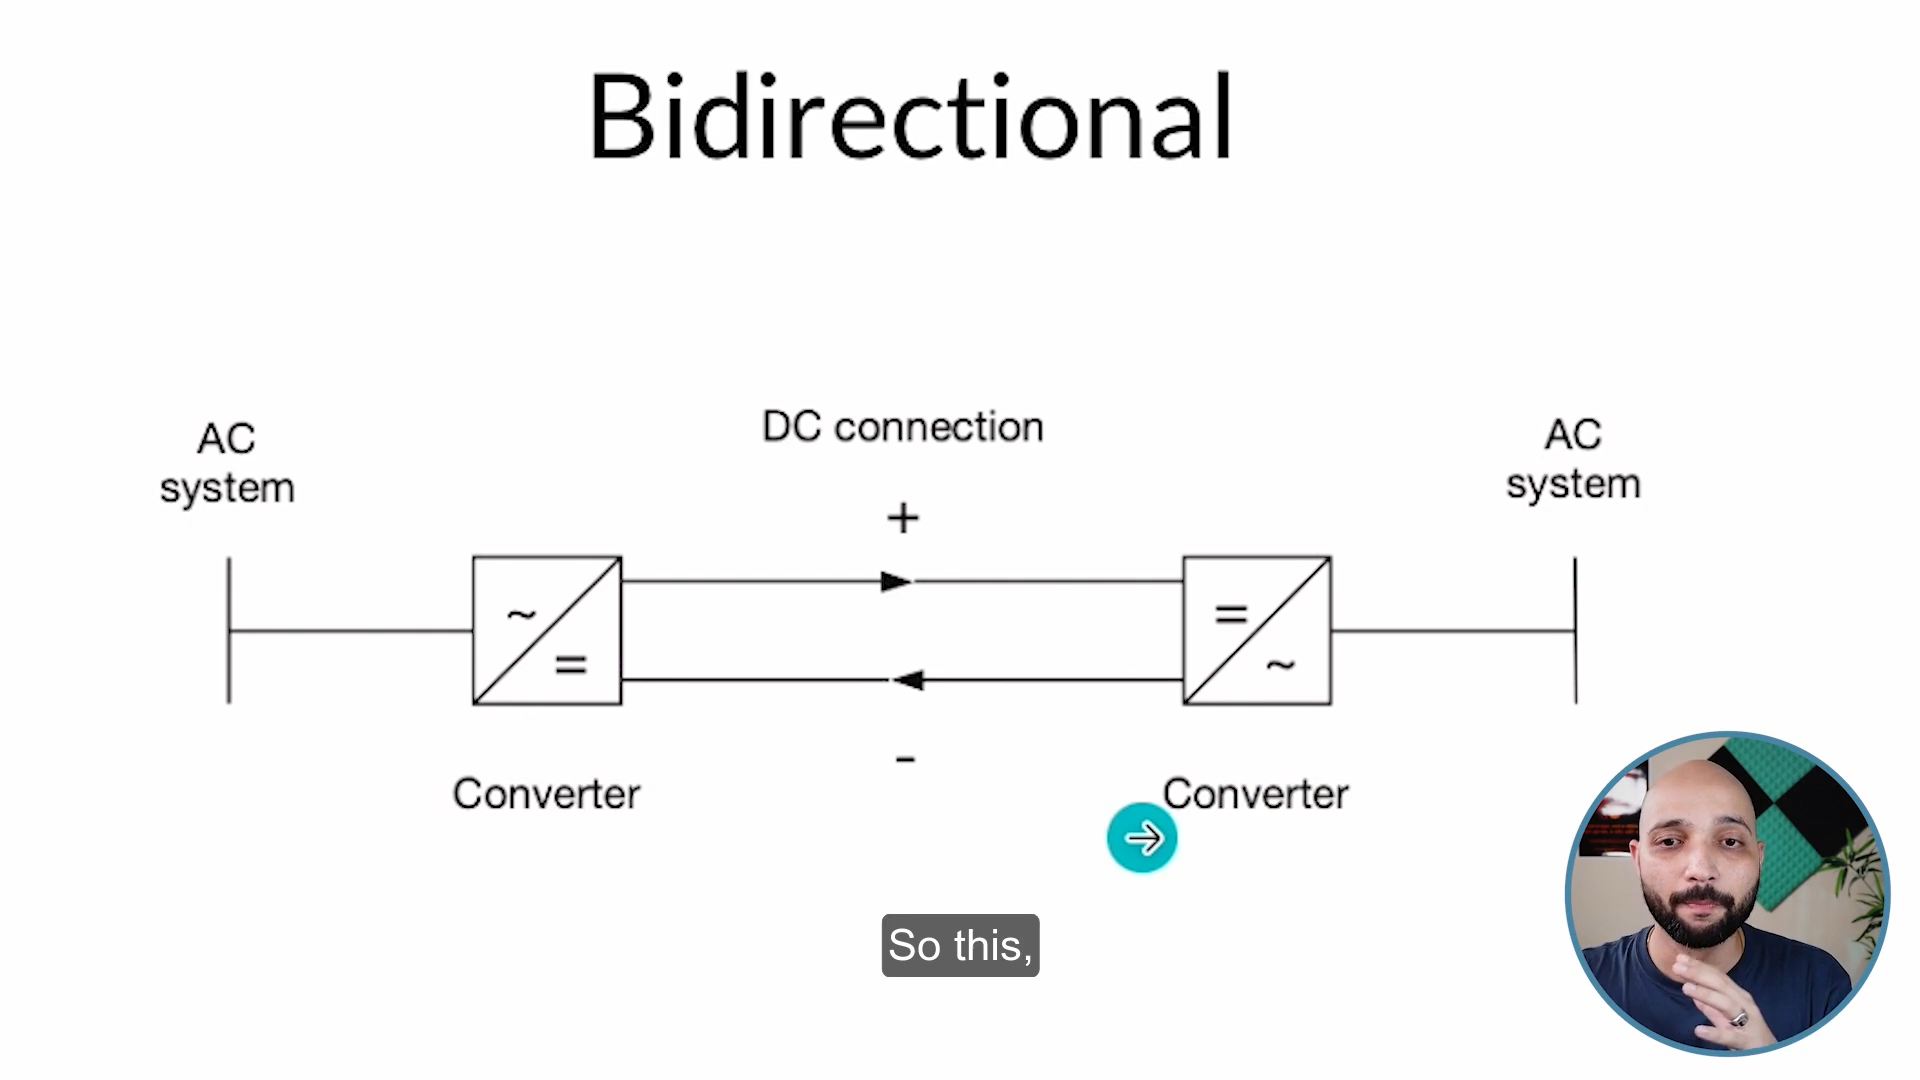 Bidirectional
DC connection
AC
system
AC
system
+
~
=
=
~
-
Converter
Converter
So this,